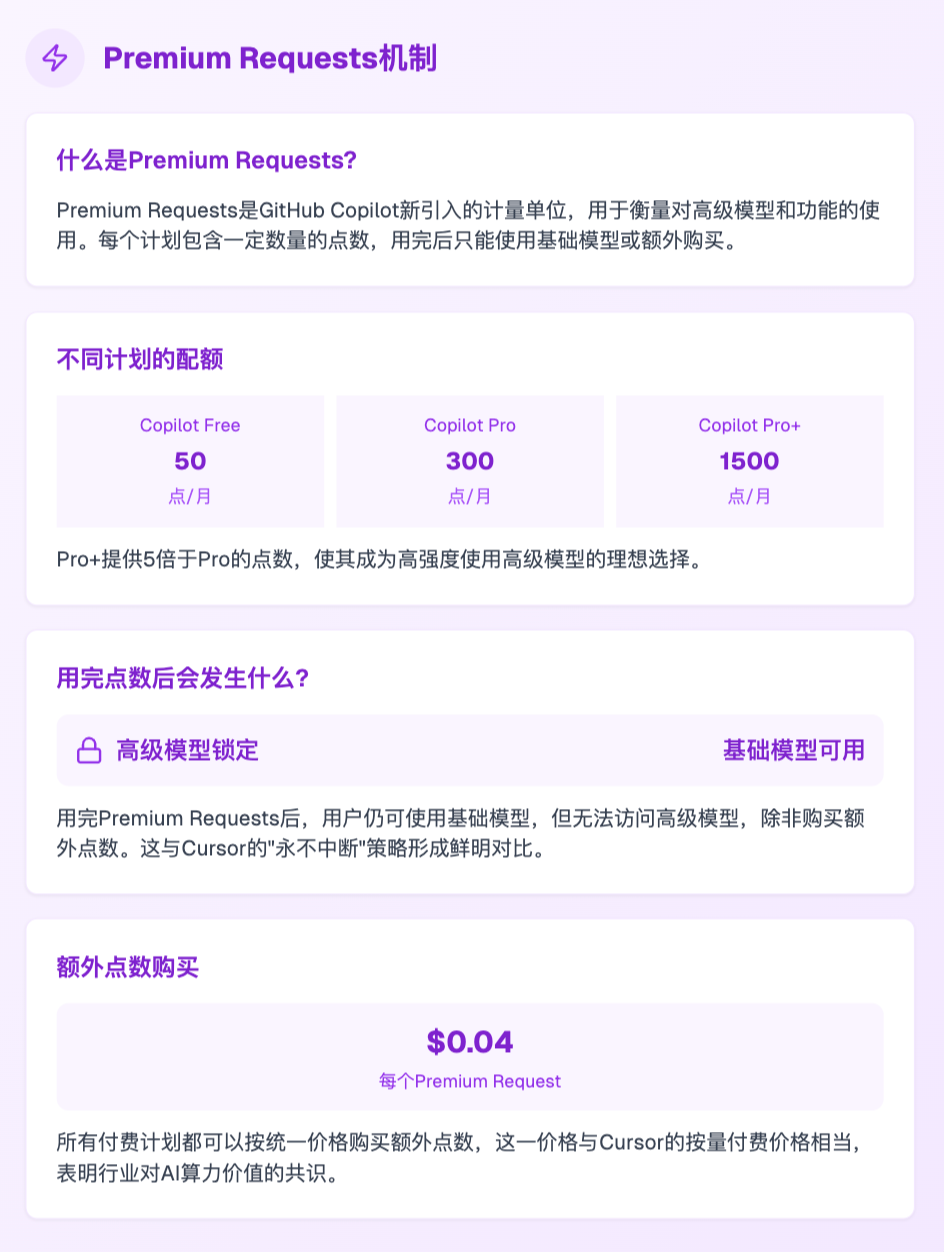 Premium Requests机制
什么是Premium Requests?
Premium Requests是GitHub Copilot新引入的计量单位，用于衡量对高级模型和功能的使
用。每个计划包含一定数量的点数，用完后只能使用基础模型或额外购买。
不同计划的配额
Copilot Free
50
点/月
Copilot Pro
300
点/月
Copilot Pro+
1500
点/月
Pro+提供5倍于Pro的点数，使其成为高强度使用高级模型的理想选择。
用完点数后会发生什么?
高级模型锁定
基础模型可用
用完Premium Requests后，用户仍可使用基础模型，但无法访问高级模型，除非购买额
外点数。这与Cursor的"永不中断"策略形成鲜明对比。
额外点数购买
$0.04
每个Premium Request
所有付费计划都可以按统一价格购买额外点数，这一价格与Cursor的按量付费价格相当，
表明行业对AI算力价值的共识。